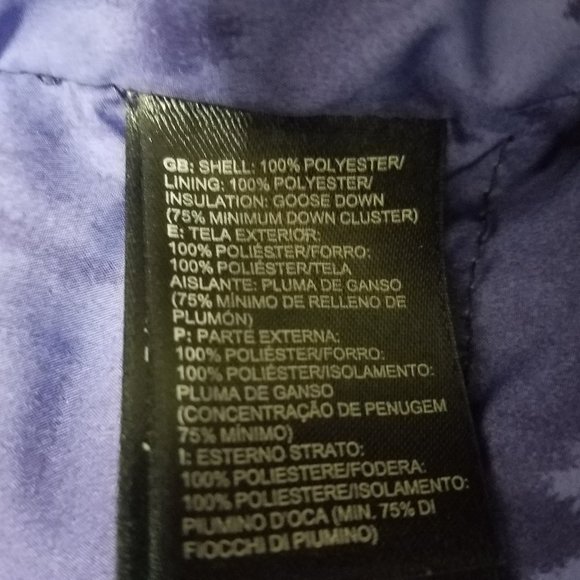 GB: SHELL: 100% POLYESTER/
LINING: 100% POLYESTER/
INSULATION: GOOSE DOWN
(75% MINIMUM DOWN CLUSTER)
E: TELA EXTERIOR:
100% POLIÉSTER/FORRO:
100% POLIÉSTER/TELA
AISLANTE: PLUMA DE GANSO
(75% MÍNIMO DE RELLENO DE
PLUMÓN)
P: PARTE EXTERNA:
100% POLIÉSTER/FORRO:
100% POLIÉSTER/ISOLAMENTO:
PLUMA DE GANSO
(CONCENTRAÇÃO DE PENUGEM
75% MÍNIMO)
I: ESTERNO STRATO:
100% POLIESTERE/FODERA:
100% POLIESTERE/ISOLAMENTO:
PIUMINO D'OCA (MIN. 75% DI
FIOCCHI DI PIUMINO)